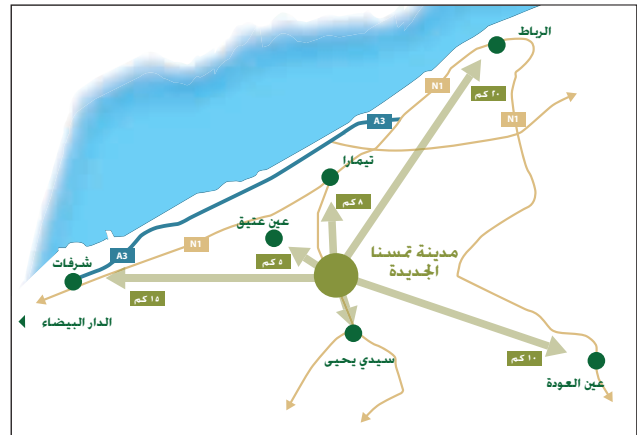 الرباط
N1
٢٠ كم
N1
A3
تيمارا
٨ كم
عين عتيق
مدينة تمسنا
الجديدة
N1
A3
٥ كم
شرفات
١٥ كم
الدار البيضاء
سيدي يحيى
١٠ كم
عين العودة